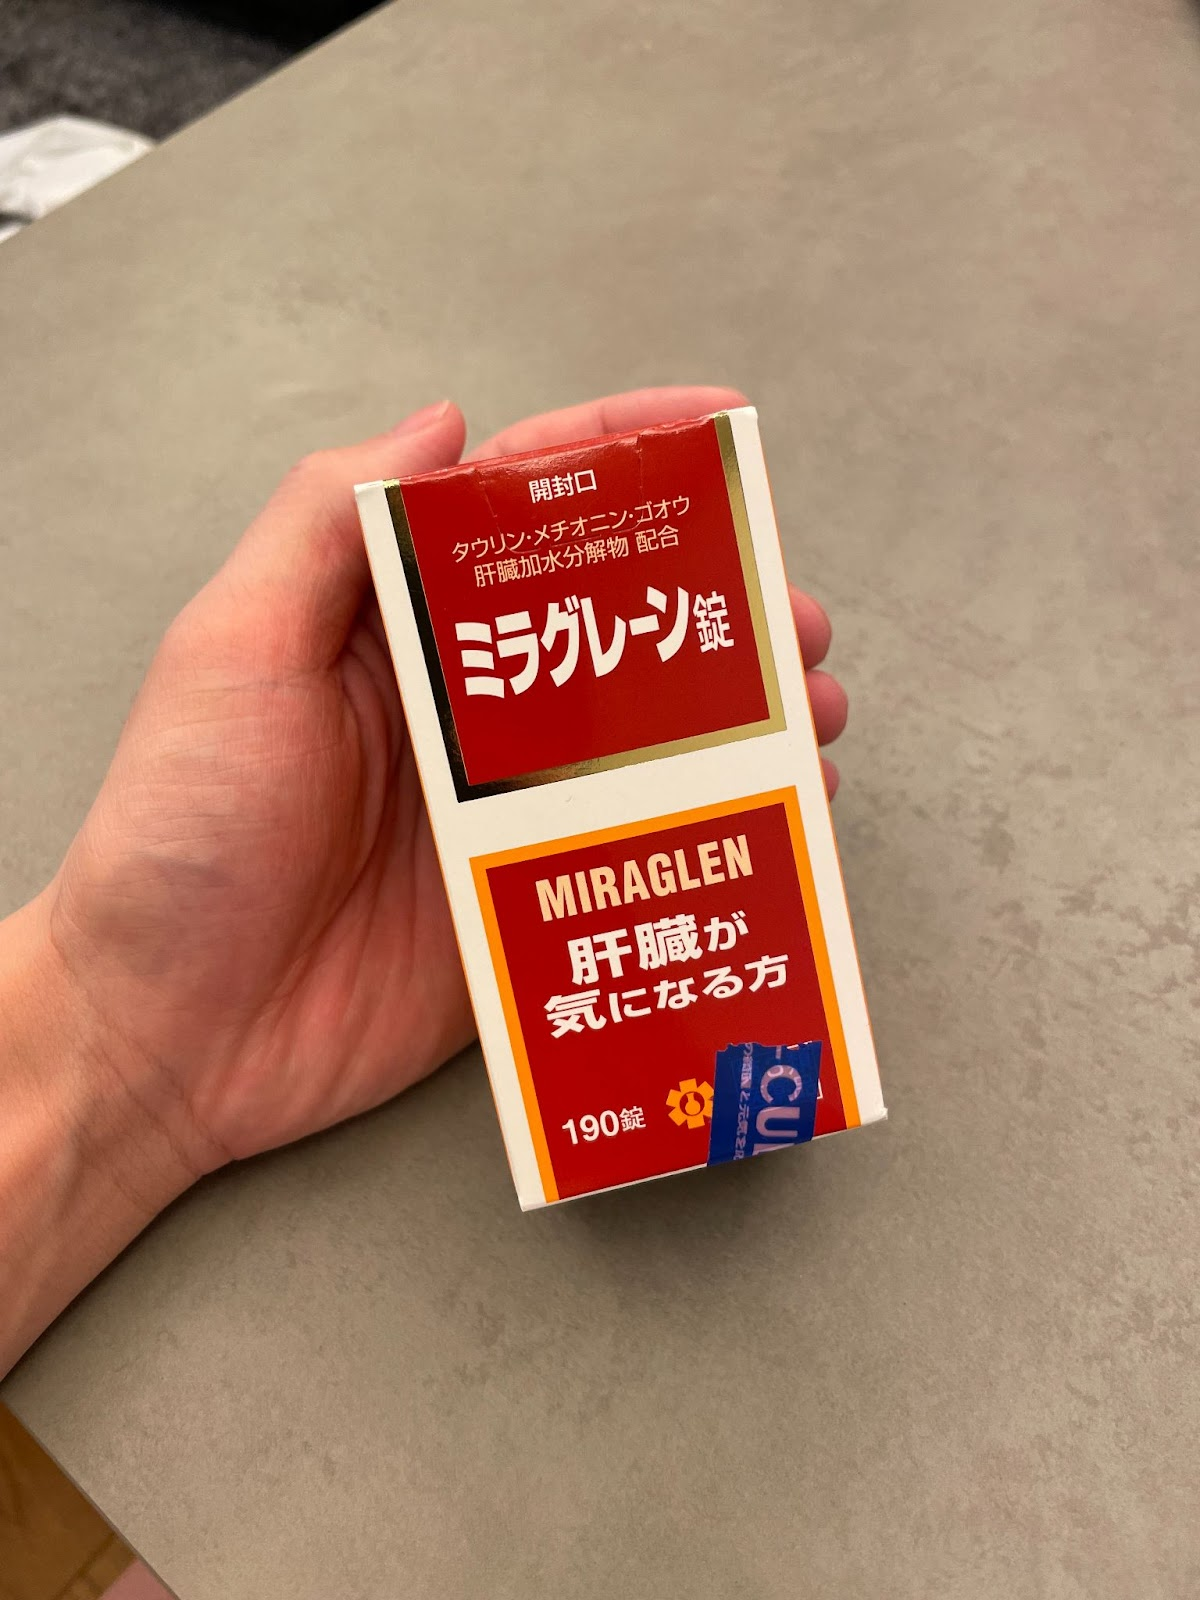 開封口
タウリン・メチオニン・ゴオウ
肝臓加水分解物 配合
ミラグレーン錠
MIRAGLEN
肝臓が
気になる方
190錠